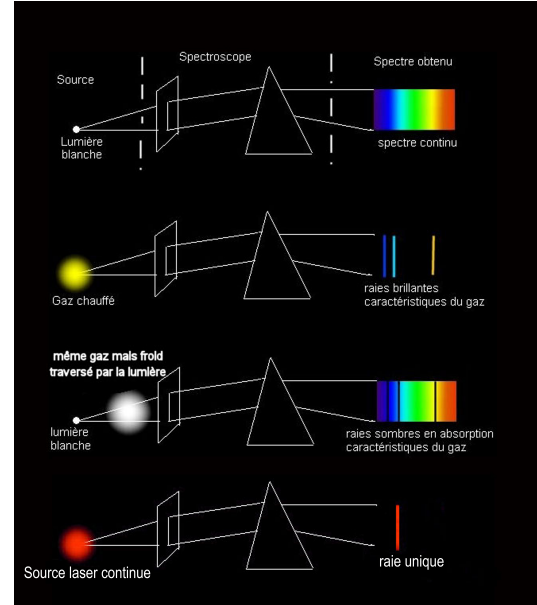 Spectroscope
Source
Spectre obtenu
Lumière
blanche
spectre continu
Gaz chauffé
raies brillantes
caractéristiques du gaz
même gaz mais froid
traversé par la lumière
lumière
blanche
raies sombres en absorption
caractéristiques du gaz
Source laser continue
raie unique